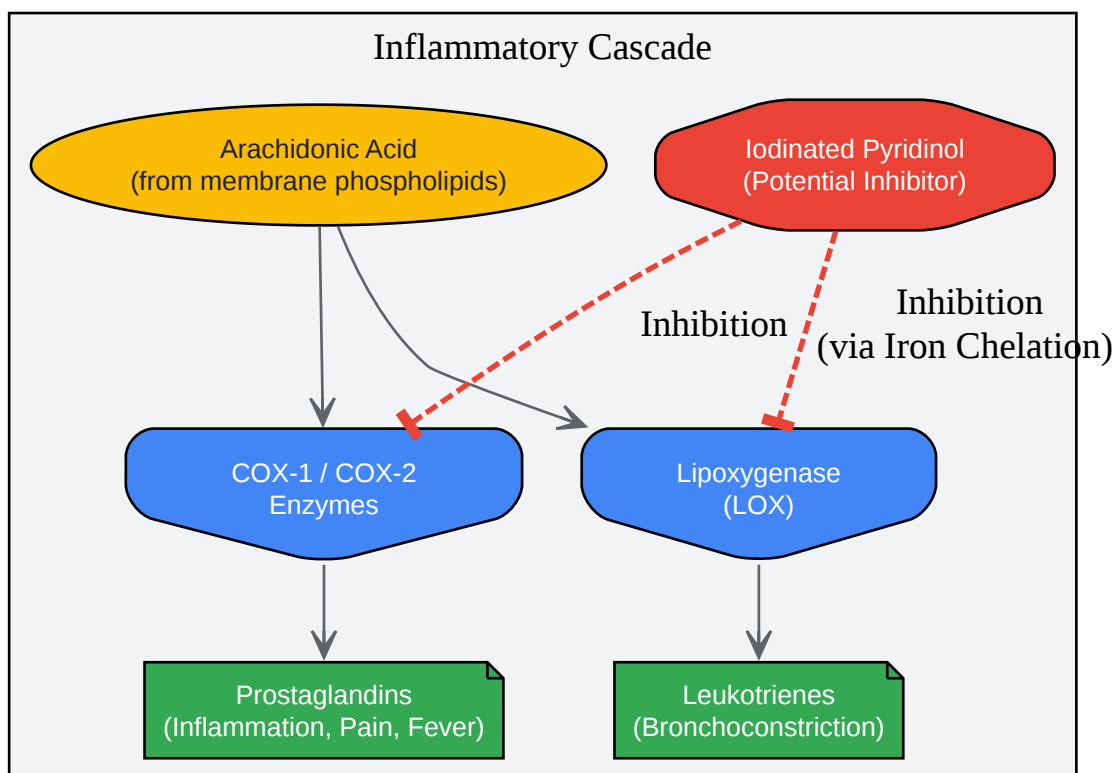 Inflammatory Cascade
Arachidonic Acid
(from membrane phospholipids)
Iodinated Pyridinol
(Potential Inhibitor)
Inhibition
Inhibition
(via Iron Chelation)
COX-1 / COX-2
Enzymes
Lipoxygenase
(LOX)
Prostaglandins
(Inflammation, Pain, Fever)
Leukotrienes
(Bronchoconstriction)